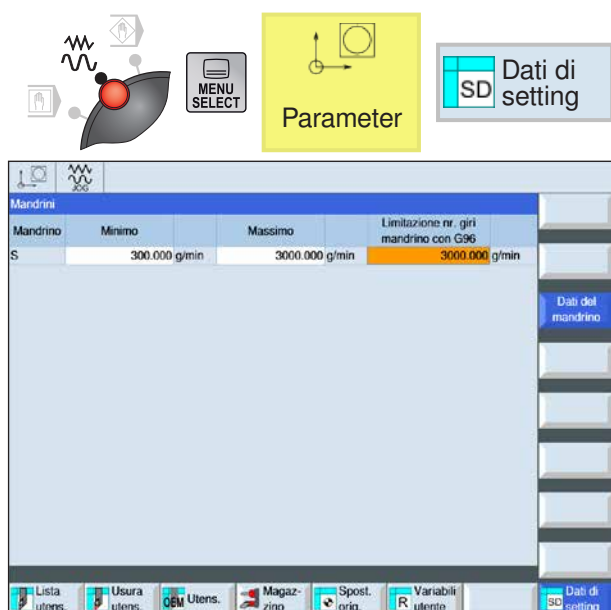 MENU
SELECT
Parameter
SD
Dati di
setting
JOG
Mandrini
Mandrino
Minimo
Massimo
Limitazione nr. giri
mandrino con G96
S
300.000 g/min
3000.000 g/min
3000.000 g/min
Dati del
mandrino
Lista
utens.
Usura
utens.
OEM Utens.
Magaz-
zino
Spost.
orig.
R
Variabili
utente
SD
Dati di
setting